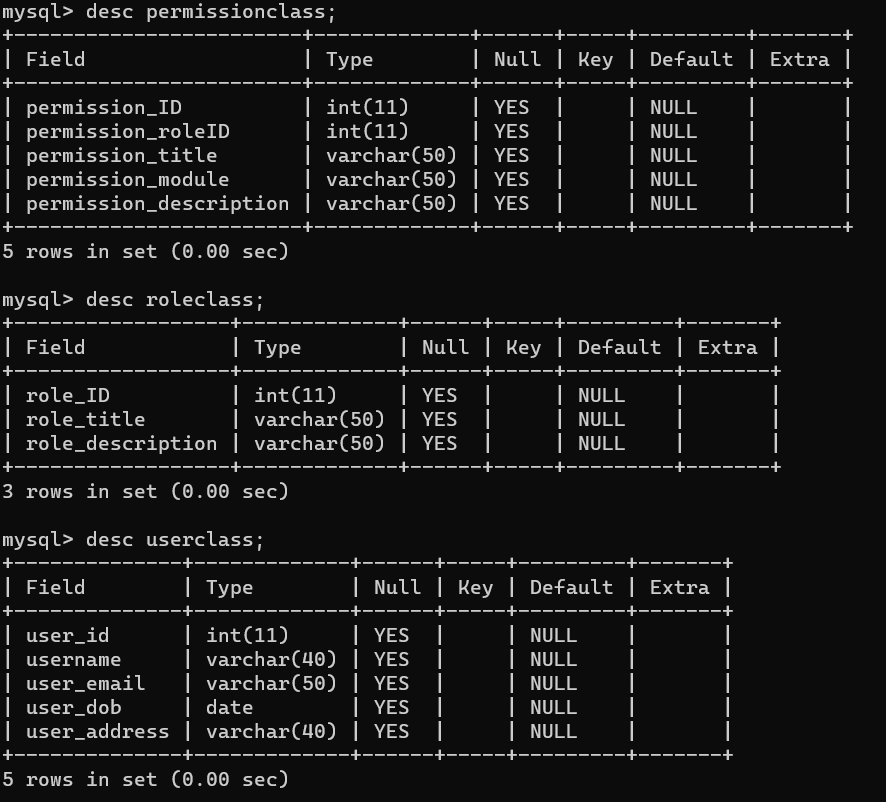 mysql> desc permissionclass;
+------------------------+-------------+------+-----+---------+-------+
| Field                  | Type        | Null | Key | Default | Extra |
+------------------------+-------------+------+-----+---------+-------+
| permission_ID          | int(11)     | YES  |     | NULL    |       |
| permission_roleID      | int(11)     | YES  |     | NULL    |       |
| permission_title       | varchar(50) | YES  |     | NULL    |       |
| permission_module      | varchar(50) | YES  |     | NULL    |       |
| permission_description | varchar(50) | YES  |     | NULL    |       |
+------------------------+-------------+------+-----+---------+-------+
5 rows in set (0.00 sec)

mysql> desc roleclass;
+------------------+-------------+------+-----+---------+-------+
| Field            | Type        | Null | Key | Default | Extra |
+------------------+-------------+------+-----+---------+-------+
| role_ID          | int(11)     | YES  |     | NULL    |       |
| role_title       | varchar(50) | YES  |     | NULL    |       |
| role_description | varchar(50) | YES  |     | NULL    |       |
+------------------+-------------+------+-----+---------+-------+
3 rows in set (0.00 sec)

mysql> desc userclass;
+--------------+-------------+------+-----+---------+-------+
| Field        | Type        | Null | Key | Default | Extra |
+--------------+-------------+------+-----+---------+-------+
| user_id      | int(11)     | YES  |     | NULL    |       |
| username     | varchar(40) | YES  |     | NULL    |       |
| user_email   | varchar(50) | YES  |     | NULL    |       |
| user_dob     | date        | YES  |     | NULL    |       |
| user_address | varchar(40) | YES  |     | NULL    |       |
+--------------+-------------+------+-----+---------+-------+
5 rows in set (0.00 sec)